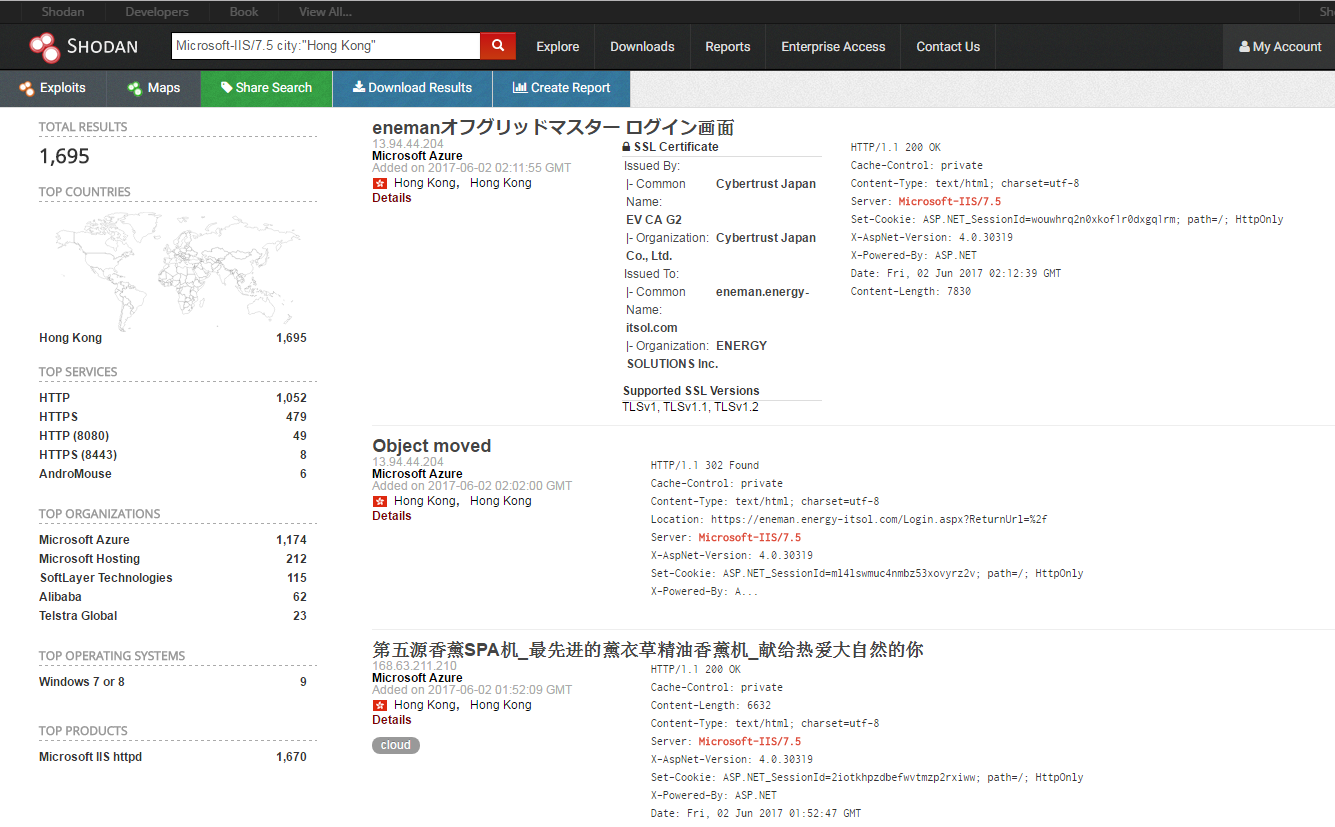 Shodan Developers Book View All... Sh
SHODAN Microsoft-IIS/7.5 city:"Hong Kong" Explore Downloads Reports Enterprise Access Contact Us My Account
Exploits Maps Share Search Download Results Create Report
TOTAL RESULTS
1,695
TOP COUNTRIES
Hong Kong 1,695
TOP SERVICES
HTTP 1,052
HTTPS 479
HTTP (8080) 49
HTTPS (8443) 8
AndroMouse 6
TOP ORGANIZATIONS
Microsoft Azure 1,174
Microsoft Hosting 212
SoftLayer Technologies 115
Alibaba 62
Telstra Global 23
TOP OPERATING SYSTEMS
Windows 7 or 8 9
TOP PRODUCTS
Microsoft IIS httpd 1,670
enemanオフグリッドマスター ログイン画面
13.94.44.204
Microsoft Azure
Added on 2017-06-02 02:11:55 GMT
Hong Kong, Hong Kong
Details
SSL Certificate
Issued By:
|- Common Cybertrust Japan
Name:
EV CA G2
|- Organization: Cybertrust Japan
Co., Ltd.
Issued To:
|- Common eneman.energy-
Name:
itsol.com
|- Organization: ENERGY
SOLUTIONS Inc.
Supported SSL Versions
TLSv1, TLSv1.1, TLSv1.2
HTTP/1.1 200 OK
Cache-Control: private
Content-Type: text/html; charset=utf-8
Server: Microsoft-IIS/7.5
Set-Cookie: ASP.NET_SessionId=wouwhrq2n0xkof1r0dxgq1rm; path=/; HttpOnly
X-AspNet-Version: 4.0.30319
X-Powered-By: ASP.NET
Date: Fri, 02 Jun 2017 02:12:39 GMT
Content-Length: 7830
Object moved
13.94.44.204
Microsoft Azure
Added on 2017-06-02 02:02:00 GMT
Hong Kong, Hong Kong
Details
HTTP/1.1 302 Found
Cache-Control: private
Content-Type: text/html; charset=utf-8
Location: https://eneman.energy-itsol.com/Login.aspx?ReturnUrl=%2f
Server: Microsoft-IIS/7.5
X-AspNet-Version: 4.0.30319
Set-Cookie: ASP.NET_SessionId=ml4lswmuc4nmbz53xovyrz2v; path=/; HttpOnly
X-Powered-By: A...
第五源香薰SPA机_最先进的薰衣草精油香薰机_献给热爱大自然的你
168.63.211.210
Microsoft Azure
Added on 2017-06-02 01:52:09 GMT
Hong Kong, Hong Kong
Details
cloud
HTTP/1.1 200 OK
Cache-Control: private
Content-Length: 6632
Content-Type: text/html; charset=utf-8
Server: Microsoft-IIS/7.5
X-AspNet-Version: 4.0.30319
Set-Cookie: ASP.NET_SessionId=2iotkhpzdbefwvtmzp2rxiww; path=/; HttpOnly
X-Powered-By: ASP.NET
Date: Fri, 02 Jun 2017 01:52:47 GMT